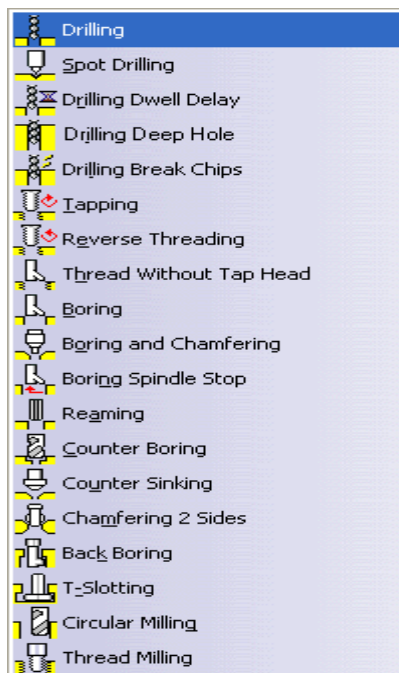 Drilling
Spot Drilling
Drilling Dwell Delay
Drilling Deep Hole
Drilling Break Chips
Tapping
Reverse Threading
Thread Without Tap Head
Boring
Boring and Chamfering
Boring Spindle Stop
Reaming
Counter Boring
Counter Sinking
Chamfering 2 Sides
Back Boring
T-Slotting
Circular Milling
Thread Milling